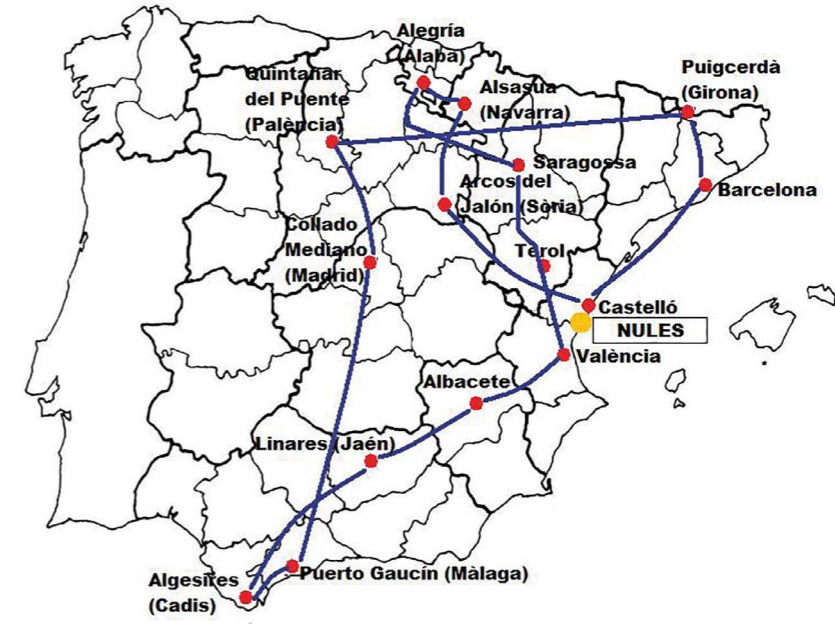 Alegría
(Alaba)
Quintanar
del Puente
(Palència)
Alsasua
(Navarra)
Puigcerdà
(Girona)
Saragossa
Barcelona
Arcos del
Jalón (Sòria)
Collado
Mediano
(Madrid)
Terol
Castelló
NULES
València
Albacete
Linares (Jaén)
Algesires
(Cadis)
Puerto Gaucín (Màlaga)